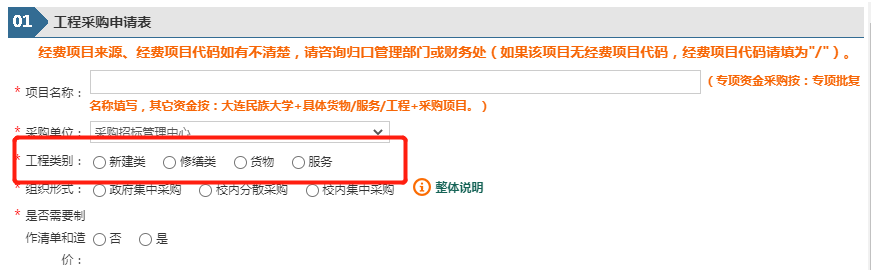 01 工程采购申请表
经费项目来源、经费项目代码如有不清楚，请咨询归口管理部门或财务处（如果该项目无经费项目代码，经费项目代码请填为"/"）。
* 项目名称： （专项资金采购按：专项批复
名称填写，其它资金按：大连民族大学+具体货物/服务/工程+采购项目。）
* 采购单位： 采购招标管理中心
* 工程类别： 新建类 修缮类 货物 服务
* 组织形式： 政府集中采购 校内分散采购 校内集中采购 整体说明
* 是否需要制
作清单和造 否 是
价：